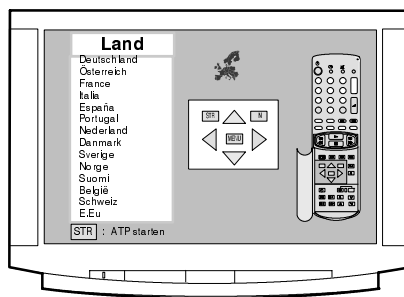 Land
Deutschland
Österreich
France
Italia
España
Portugal
Nederland
Danmark
Sverige
Norge
Suomi
België
Schweiz
E.Eu
STR : ATP starten
STR
N
MENU